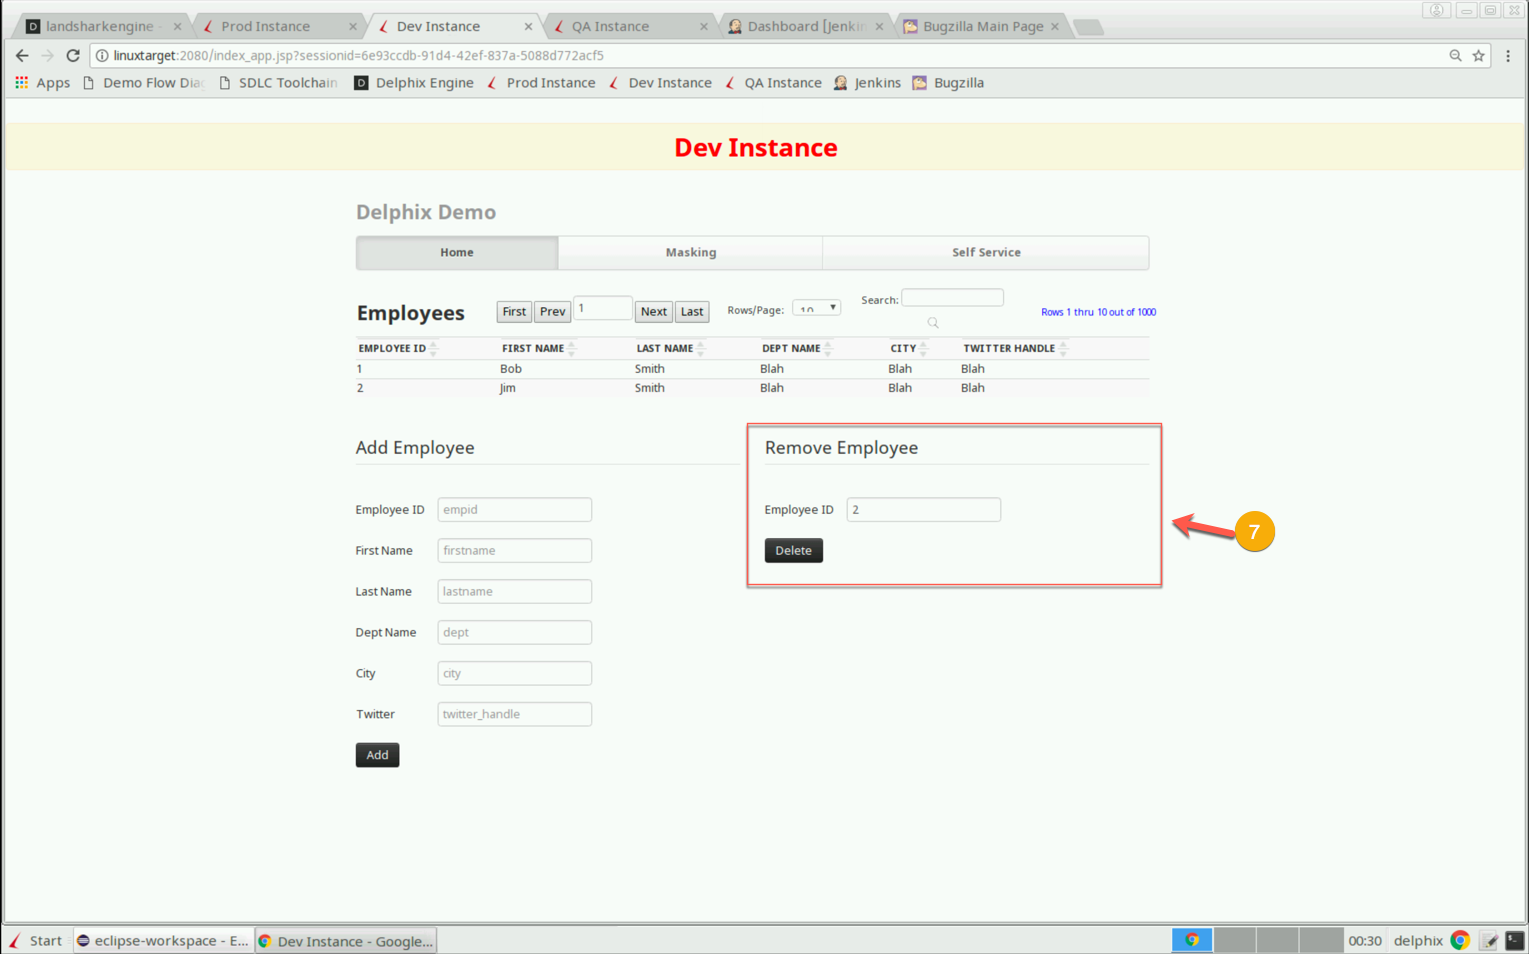 landsharkengine -
Prod Instance
Dev Instance
QA Instance
Dashboard [Jenkin
Bugzilla Main Page
linuxtarget:2080/index_app.jsp?sessionid=6e93ccdb-91d4-42ef-837a-5088d772acf5
Apps Demo Flow Diag SDLC Toolchain Delphix Engine Prod Instance Dev Instance QA Instance Jenkins Bugzilla
Dev Instance
Delphix Demo
Home Masking Self Service
Employees First Prev 1 Next Last Rows/Page: 10 Search: Rows 1 thru 10 out of 1000
EMPLOYEE ID FIRST NAME LAST NAME DEPT NAME CITY TWITTER HANDLE
1 Bob Smith Blah Blah Blah
2 Jim Smith Blah Blah Blah
Add Employee
Employee ID empid
First Name firstname
Last Name lastname
Dept Name dept
City city
Twitter twitter_handle
Add
Remove Employee
Employee ID 2
Delete
7
Start eclipse-workspace - E... Dev Instance - Google... 00:30 delphix